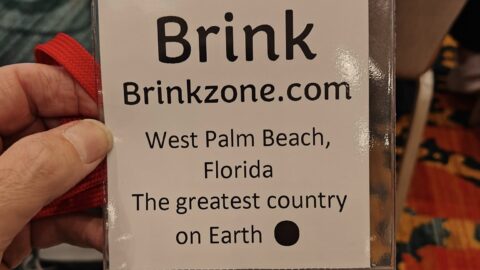 Brink
Brinkzone.com
West Palm Beach,
Florida
The greatest country
on Earth